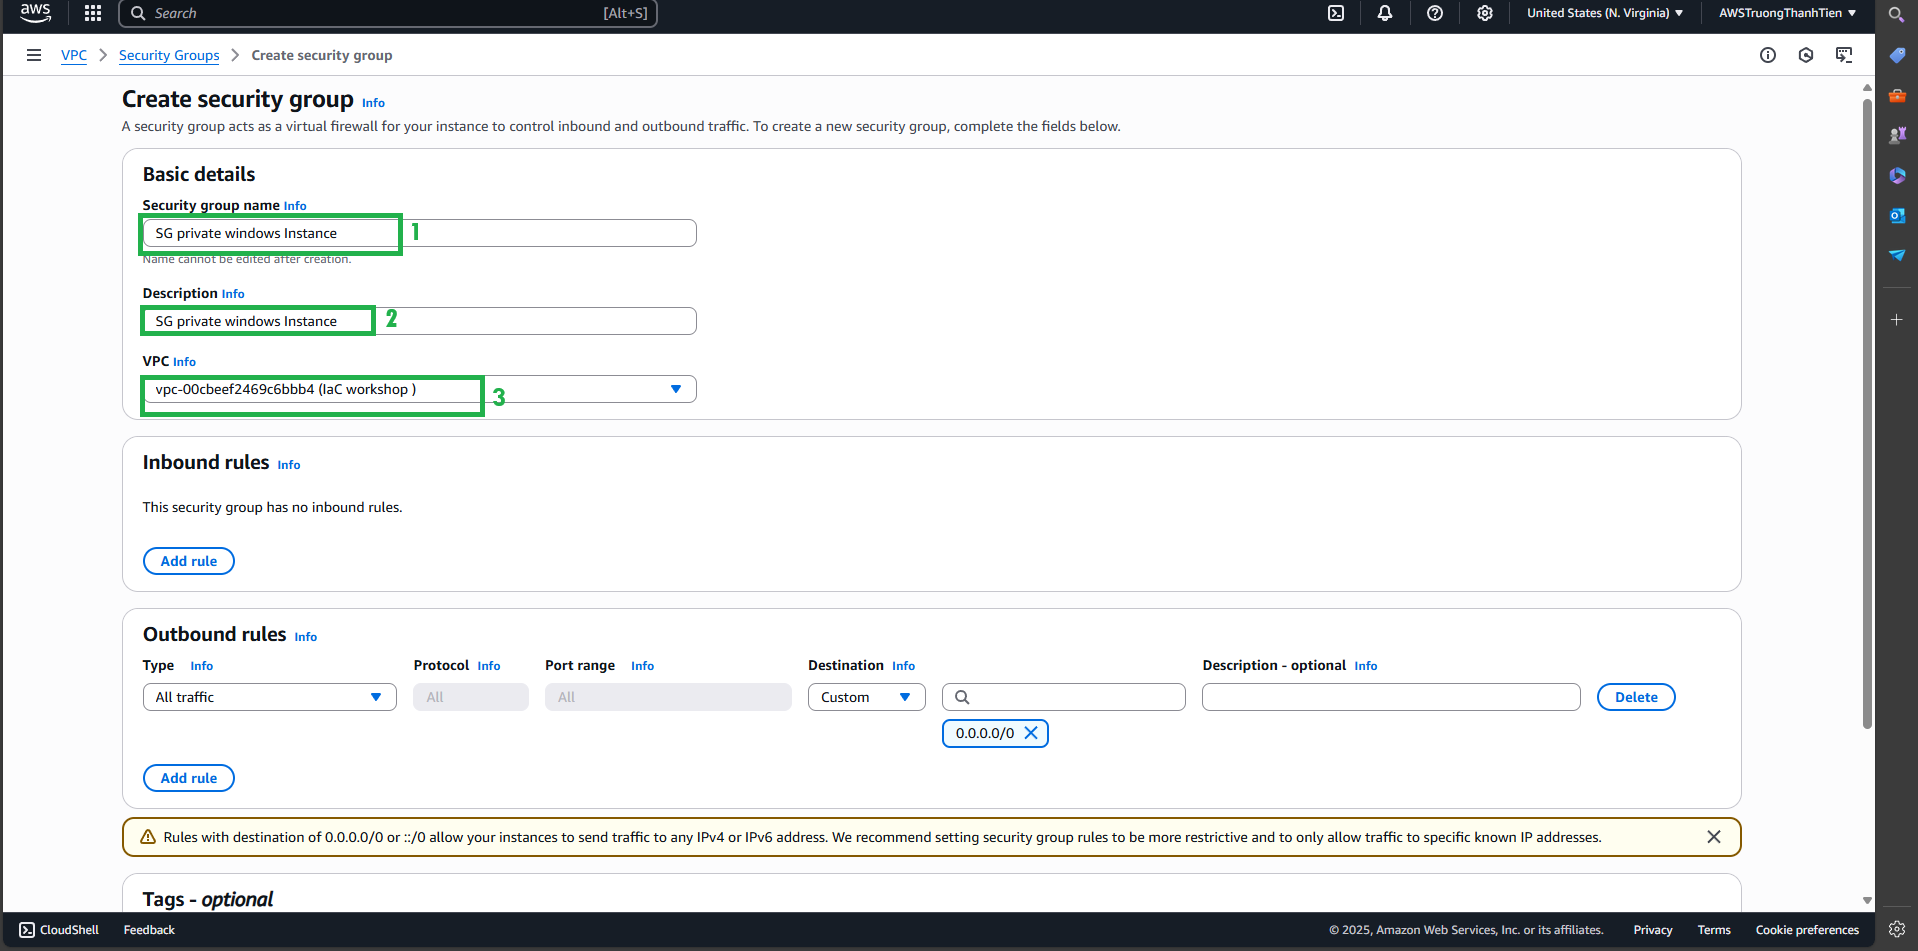 aws
Search [Alt+S] United States (N. Virginia) AWSTruongThanhTien
VPC Security Groups Create security group
Create security group Info
A security group acts as a virtual firewall for your instance to control inbound and outbound traffic. To create a new security group, complete the fields below.
Basic details
Security group name Info
SG private windows Instance 1
Name cannot be edited after creation.
Description Info
SG private windows Instance 2
VPC Info
vpc-00cbeef2469c6bbb4 (IaC workshop ) 3
Inbound rules Info
This security group has no inbound rules.
Add rule
Outbound rules Info
Type Info Protocol Info Port range Info Destination Info Description - optional Info
All traffic All All Custom Delete
0.0.0.0/0
Add rule
Rules with destination of 0.0.0.0/0 or ::/0 allow your instances to send traffic to any IPv4 or IPv6 address. We recommend setting security group rules to be more restrictive and to only allow traffic to specific known IP addresses.
Tags - optional
CloudShell Feedback © 2025, Amazon Web Services, Inc. or its affiliates. Privacy Terms Cookie preferences